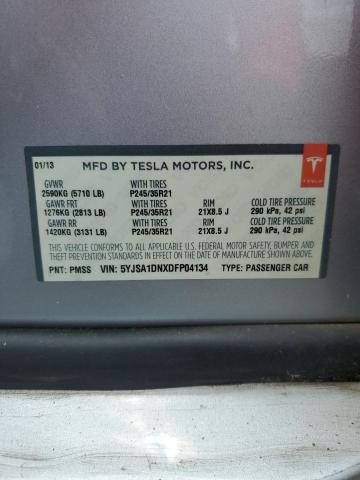 01/13 MFD BY TESLA MOTORS, INC.
GVWR WITH TIRES
2590KG (5710 LB) P245/35R21
GAWR FRT WITH TIRES RIM COLD TIRE PRESSURE
1276KG (2813 LB) P245/35R21 21X8.5 J 290 kPa, 42 psi
GAWR RR WITH TIRES RIM COLD TIRE PRESSURE
1420KG (3131 LB) P245/35R21 21X8.5 J 290 kPa, 42 psi
THIS VEHICLE CONFORMS TO ALL APPLICABLE U.S. FEDERAL MOTOR SAFETY, BUMPER AND
THEFT PREVENTION STANDARDS IN EFFECT ON THE DATE OF MANUFACTURE SHOWN ABOVE.
PNT: PMSS VIN: 5YJSA1DNXDFP04134 TYPE: PASSENGER CAR
TESLA